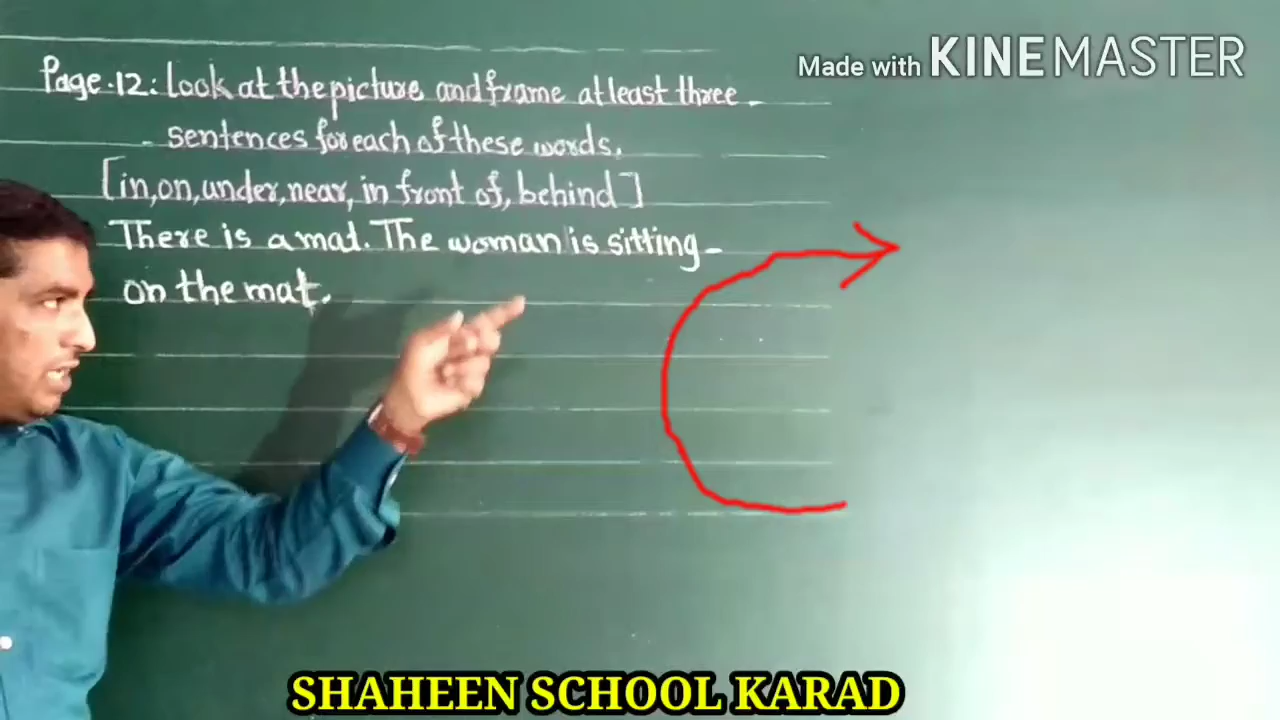 Made with KINEMASTER
Page.12: Look at the picture and frame at least three -
- sentences for each of these words.
[in, on, under, near, in front of, behind]
There is a mat. The woman is sitting -
on the mat.
SHAHEEN SCHOOL KARAD